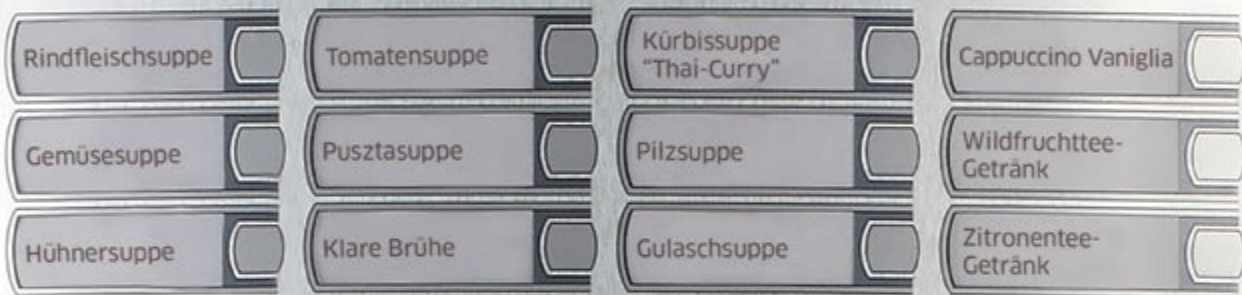 Rindfleischsuppe
Tomatensuppe
Kürbissuppe
"Thai-Curry"
Cappuccino Vaniglia
Gemüsesuppe
Pusztasuppe
Pilzsuppe
Wildfruchttee-
Getränk
Hühnersuppe
Klare Brühe
Gulaschsuppe
Zitronentee-
Getränk